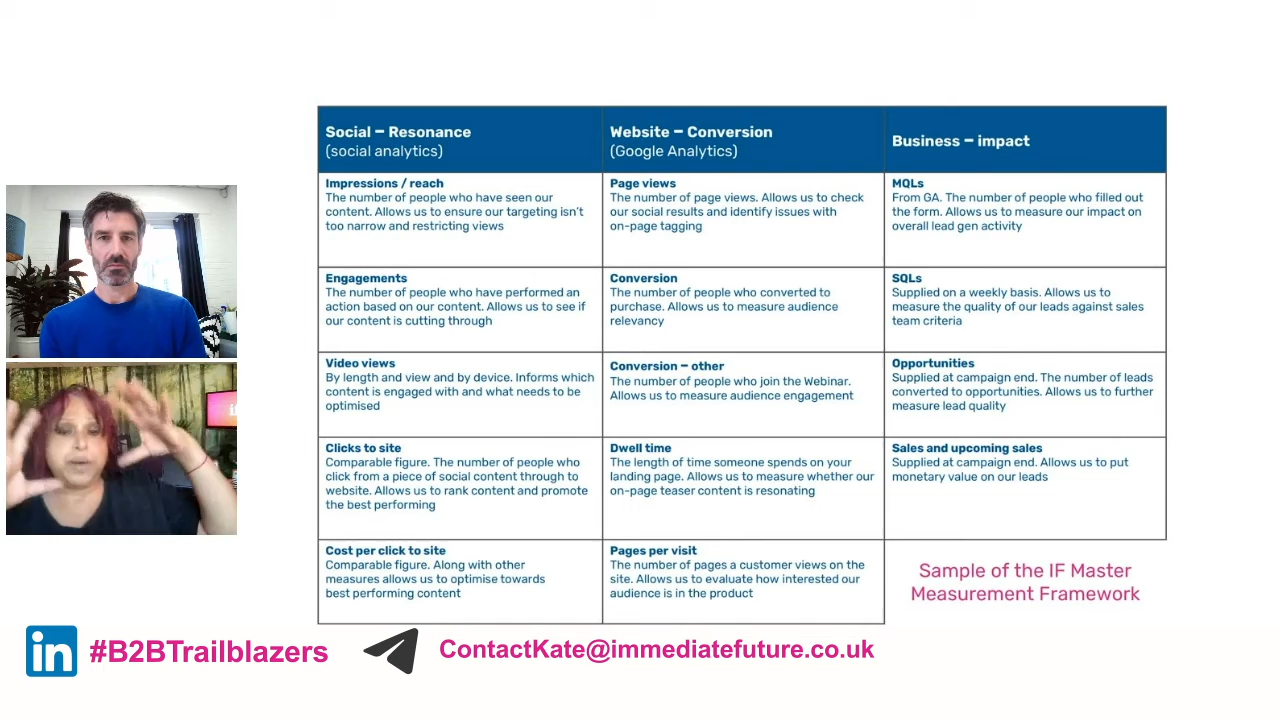 Social – Resonance
(social analytics)
Website – Conversion
(Google Analytics)
Business – impact
Impressions / reach
The number of people who have seen our
content. Allows us to ensure our targeting isn't
too narrow and restricting views
Page views
The number of page views. Allows us to check
our social results and identify issues with
on-page tagging
MQLs
From GA. The number of people who filled out
the form. Allows us to measure our impact on
overall lead gen activity
Engagements
The number of people who have performed an
action based on our content. Allows us to see if
our content is cutting through
Conversion
The number of people who converted to
purchase. Allows us to measure audience
relevancy
SQLs
Supplied on a weekly basis. Allows us to
measure the quality of our leads against sales
team criteria
Video views
By length and view and by device. Informs which
content is engaged with and what needs to be
optimised
Conversion – other
The number of people who join the Webinar.
Allows us to measure audience engagement
Opportunities
Supplied at campaign end. The number of leads
converted to opportunities. Allows us to further
measure lead quality
Clicks to site
Comparable figure. The number of people who
click from a piece of social content through to
website. Allows us to rank content and promote
the best performing
Dwell time
The length of time someone spends on your
landing page. Allows us to measure whether our
on-page teaser content is resonating
Sales and upcoming sales
Supplied at campaign end. Allows us to put
monetary value on our leads
Cost per click to site
Comparable figure. Along with other
measures allows us to optimise towards
best performing content
Pages per visit
The number of pages a customer views on the
site. Allows us to evaluate how interested our
audience is in the product
Sample of the IF Master
Measurement Framework
in
#B2BTrailblazers
ContactKate@immediatefuture.co.uk